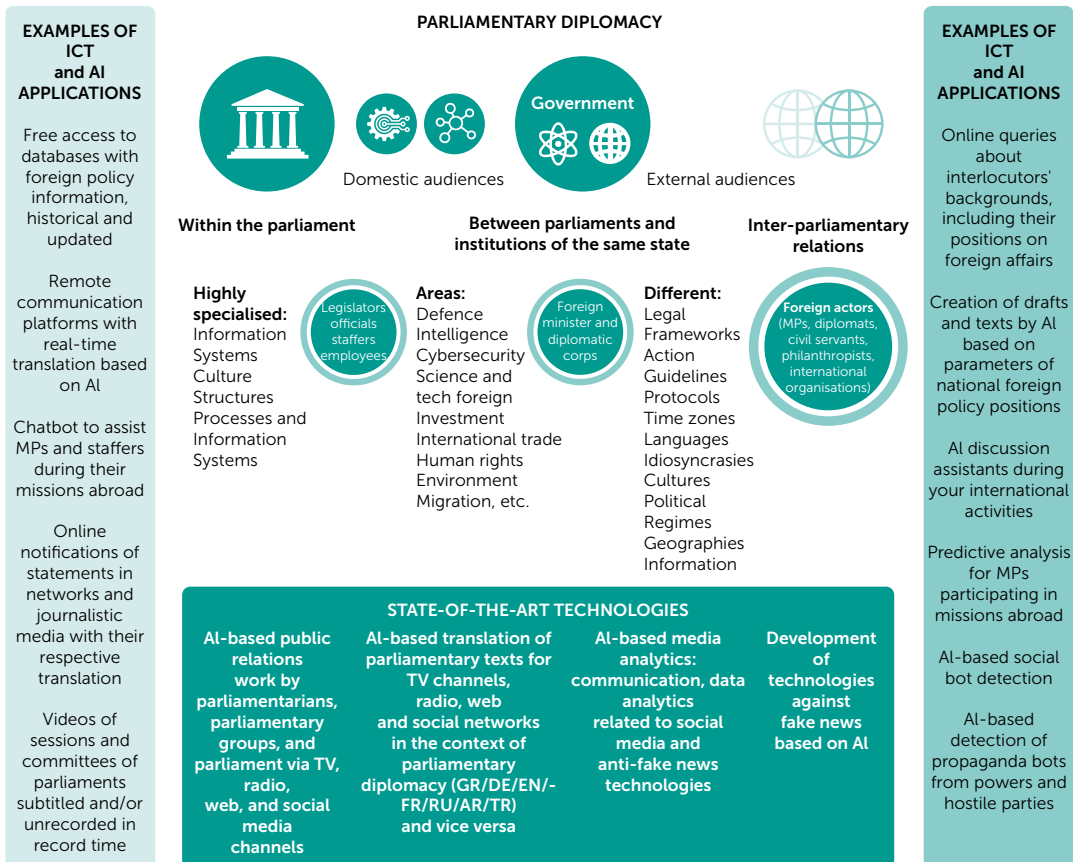 EXAMPLES OF
ICT
and AI
APPLICATIONS
Free access to
databases with
foreign policy
information,
historical and
updated
Remote
communication
platforms with
real-time
translation based
on AI
Chatbot to assist
MPs and staffers
during their
missions abroad
Online
notifications of
statements in
networks and
journalistic
media with their
respective
translation
Videos of
sessions and
committees of
parliaments
subtitled and/or
unrecorded in
record time
PARLIAMENTARY DIPLOMACY
Government
Domestic audiences
External audiences
Within the parliament
Between parliaments and
institutions of the same state
Inter-parliamentary
relations
Highly
specialised:
Information
Systems
Culture
Structures
Processes and
Information
Systems
Legislators
officials
staffers
employees
Areas:
Defence
Intelligence
Cybersecurity
Science and
tech foreign
Investment
International trade
Human rights
Environment
Migration, etc.
Foreign
minister and
diplomatic
corps
Different:
Legal
Frameworks
Action
Guidelines
Protocols
Time zones
Languages
Idiosyncrasies
Cultures
Political
Regimes
Geographies
Information
Foreign actors
(MPs, diplomats,
civil servants,
philanthropists,
international
organisations)
STATE-OF-THE-ART TECHNOLOGIES
AI-based public
relations
work by
parliamentarians,
parliamentary
groups, and
parliament via TV,
radio,
web, and social
media
channels
AI-based translation of
parliamentary texts for
TV channels,
radio, web
and social networks
in the context of
parliamentary
diplomacy (GR/DE/EN/-
FR/RU/AR/TR)
and vice versa
AI-based media
analytics:
communication, data
analytics
related to social
media and
anti-fake news
technologies
Development
of
technologies
against
fake news
based on AI
EXAMPLES OF
ICT
and AI
APPLICATIONS
Online queries
about
interlocutors'
backgrounds,
including their
positions on
foreign affairs
Creation of drafts
and texts by AI
based on
parameters of
national foreign
policy positions
AI discussion
assistants during
your international
activities
Predictive analysis
for MPs
participating in
missions abroad
AI-based social
bot detection
AI-based
detection of
propaganda bots
from powers and
hostile parties